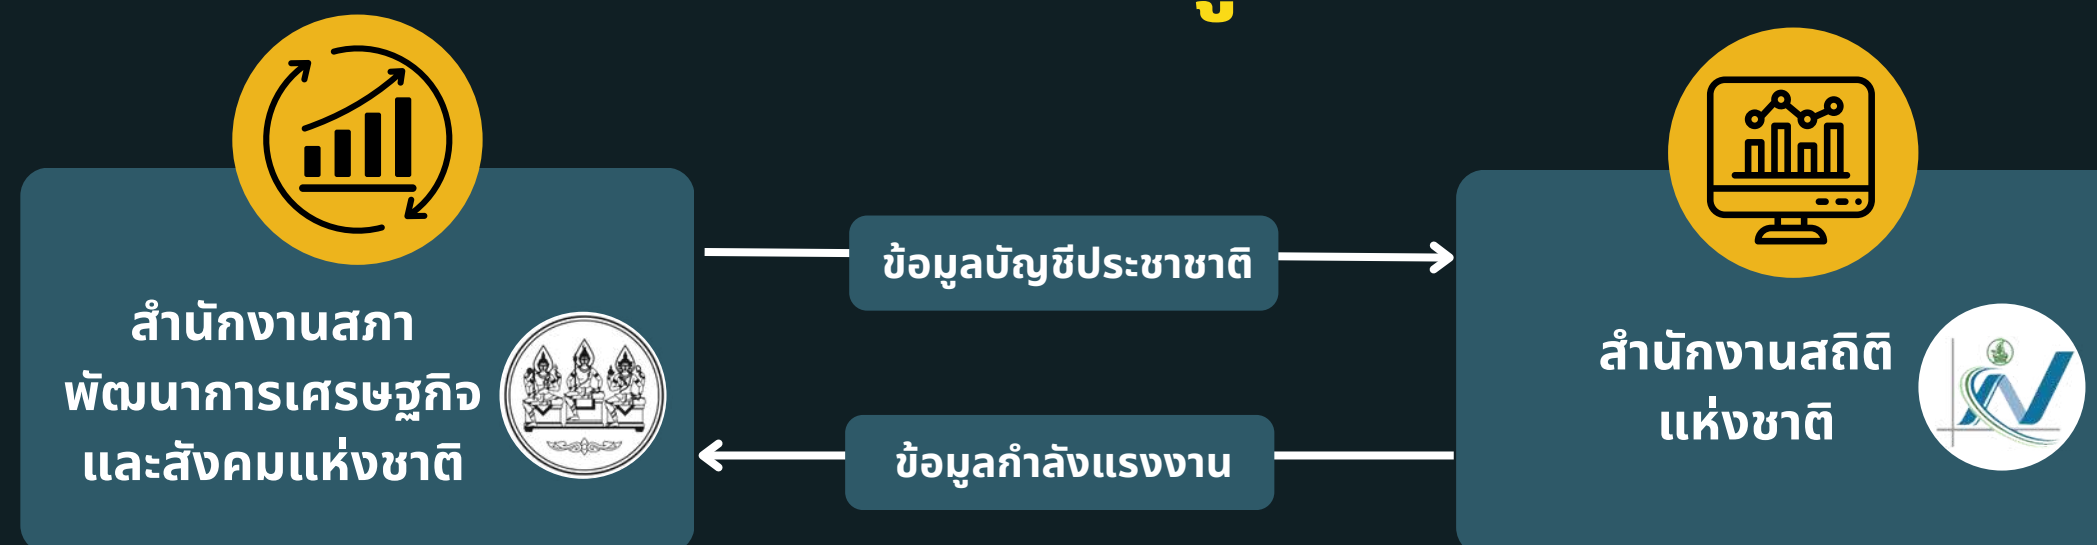 สำนักงานสภา
พัฒนาการเศรษฐกิจ
และสังคมแห่งชาติ
ข้อมูลบัญชีประชาชาติ
ข้อมูลกำลังแรงงาน
สำนักงานสถิติ
แห่งชาติ